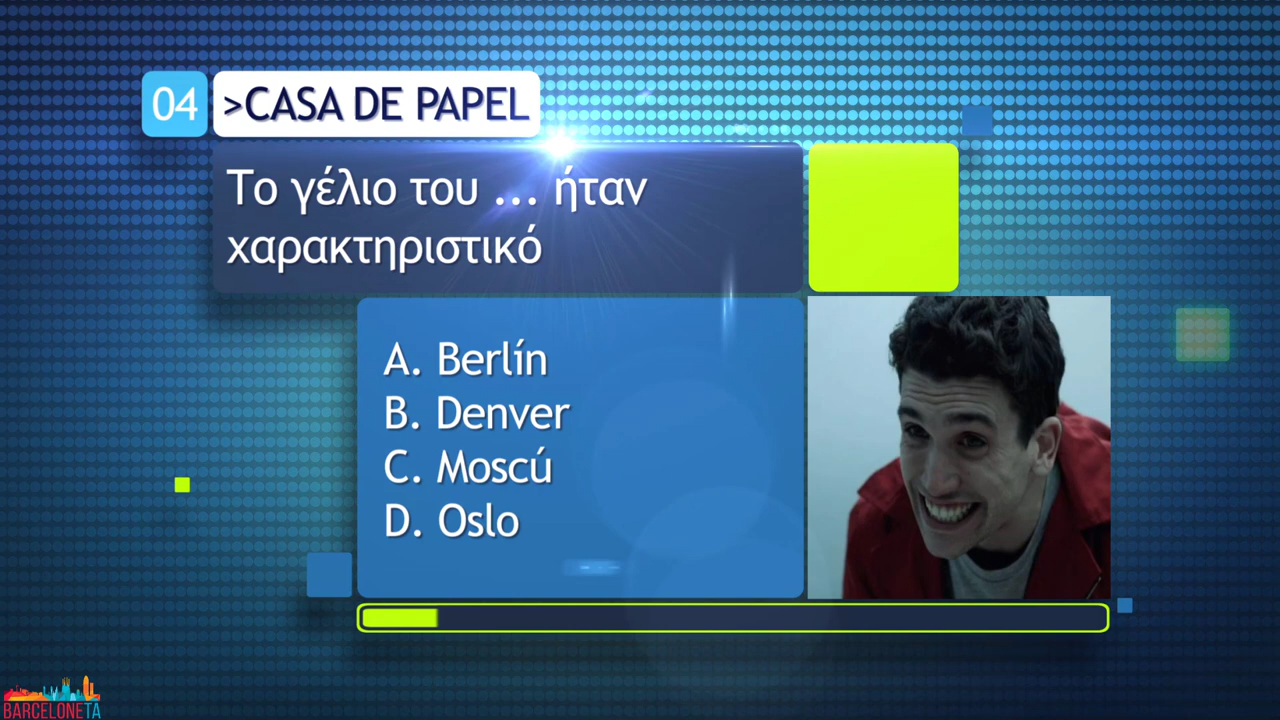 04 >CASA DE PAPEL
Το γέλιο του ... ήταν
χαρακτηριστικό
A. Berlín
B. Denver
C. Moscú
D. Oslo
BARCELONETA